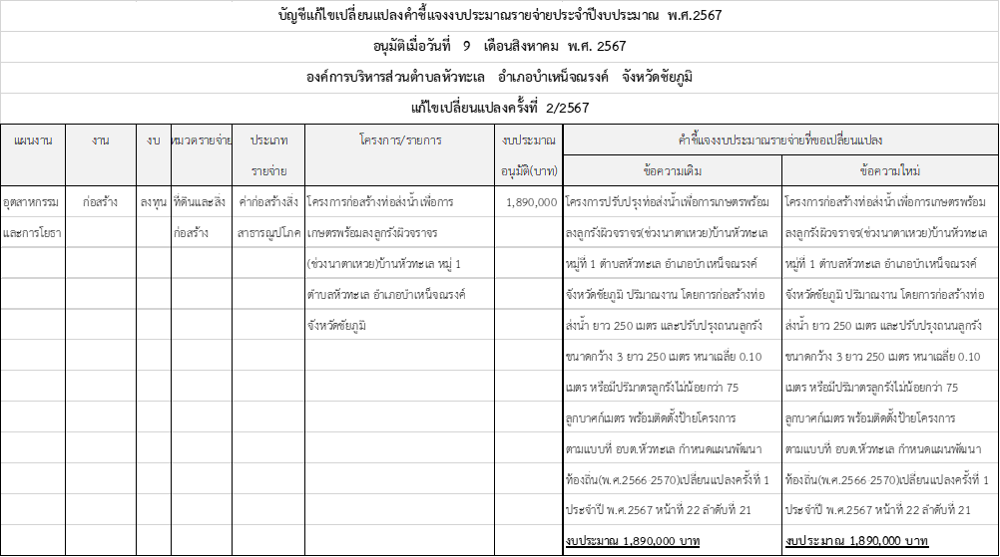 บัญชีแก้ไขเปลี่ยนแปลงคำชี้แจงงบประมาณรายจ่ายประจำปีงบประมาณ พ.ศ.2567
อนุมัติเมื่อวันที่ 9 เดือนสิงหาคม พ.ศ. 2567
องค์การบริหารส่วนตำบลหัวทะเล อำเภอบำเหน็จณรงค์ จังหวัดชัยภูมิ
แก้ไขเปลี่ยนแปลงครั้งที่ 2/2567
แผนงาน งาน งบ หมวดรายจ่าย ประเภท โครงการ/รายการ งบประมาณ คำชี้แจงงบประมาณรายจ่ายที่ขอเปลี่ยนแปลง
รายจ่าย อนุมัติ(บาท) ข้อความเดิม ข้อความใหม่
อุตสาหกรรม ก่อสร้าง ลงทุน ที่ดินและสิ่ง ค่าก่อสร้างสิ่ง โครงการก่อสร้างท่อส่งน้ำเพื่อการ 1,890,000 โครงการปรับปรุงท่อส่งน้ำเพื่อการเกษตรพร้อม โครงการก่อสร้างท่อส่งน้ำเพื่อการเกษตรพร้อม
และการโยธา ก่อสร้าง สาธารณูปโภค เกษตรพร้อมลงลูกรังผิวจราจร ลงลูกรังผิวจราจร(ช่วงนาตาเหวย)บ้านหัวทะเล ลงลูกรังผิวจราจร(ช่วงนาตาเหวย)บ้านหัวทะเล
(ช่วงนาตาเหวย)บ้านหัวทะเล หมู่ 1 หมู่ที่ 1 ตำบลหัวทะเล อำเภอบำเหน็จณรงค์ หมู่ที่ 1 ตำบลหัวทะเล อำเภอบำเหน็จณรงค์
ตำบลหัวทะเล อำเภอบำเหน็จณรงค์ จังหวัดชัยภูมิ ปริมาณงาน โดยการก่อสร้างท่อ จังหวัดชัยภูมิ ปริมาณงาน โดยการก่อสร้างท่อ
จังหวัดชัยภูมิ ส่งน้ำ ยาว 250 เมตร และปรับปรุงถนนลูกรัง ส่งน้ำ ยาว 250 เมตร และปรับปรุงถนนลูกรัง
ขนาดกว้าง 3 ยาว 250 เมตร หนาเฉลี่ย 0.10 ขนาดกว้าง 3 ยาว 250 เมตร หนาเฉลี่ย 0.10
เมตร หรือมีปริมาตรลูกรังไม่น้อยกว่า 75 เมตร หรือมีปริมาตรลูกรังไม่น้อยกว่า 75
ลูกบาศก์เมตร พร้อมติดตั้งป้ายโครงการ ลูกบาศก์เมตร พร้อมติดตั้งป้ายโครงการ
ตามแบบที่ อบต.หัวทะเล กำหนดแผนพัฒนา ตามแบบที่ อบต.หัวทะเล กำหนดแผนพัฒนา
ท้องถิ่น(พ.ศ.2566 2570)เปลี่ยนแปลงครั้งที่ 1 ท้องถิ่น(พ.ศ.2566 2570)เปลี่ยนแปลงครั้งที่ 1
ประจำปี พ.ศ.2567 หน้าที่ 22 ลำดับที่ 21 ประจำปี พ.ศ.2567 หน้าที่ 22 ลำดับที่ 21
งบประมาณ 1,890,000 บาท งบประมาณ 1,890,000 บาท